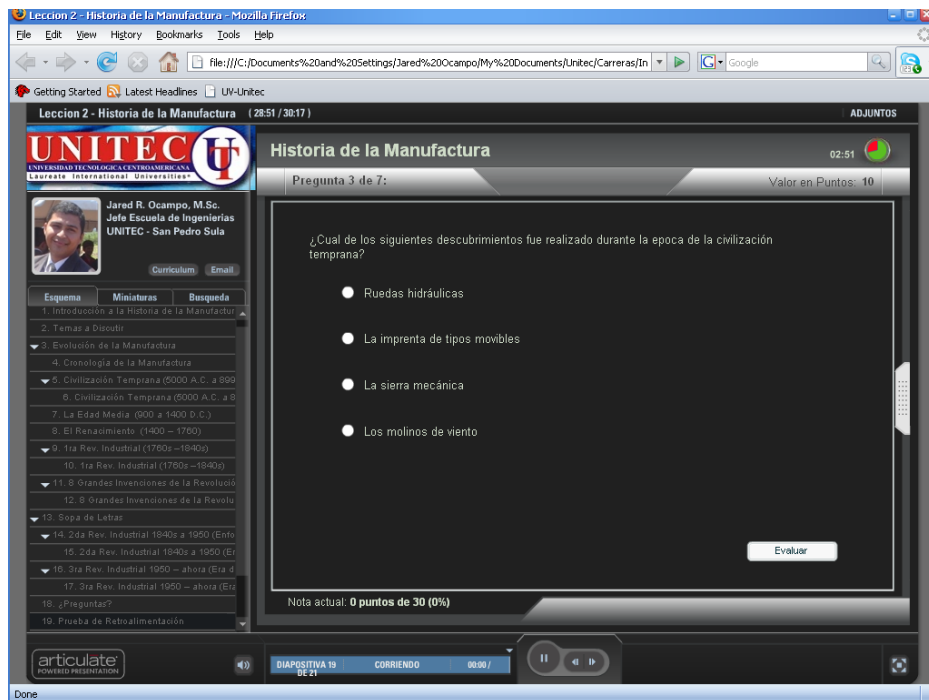 Leccion 2 - Historia de la Manufactura - Mozilla Firefox
File Edit View History Bookmarks Tools Help
file:///C:/Documents%20and%20Settings/Jared%20Ocampo/My%20Documents/Unitec/Carreras/In
G Google
Getting Started Latest Headlines UV-Unitec
Leccion 2 - Historia de la Manufactura ( 28:51 / 30:17 ) ADJUNTOS
UNITEC UT
UNIVERSIDAD TECNOLOGICA CENTROAMERICANA
Laureate International Universities
Historia de la Manufactura 02:51
Pregunta 3 de 7: Valor en Puntos: 10
Jared R. Ocampo, M.Sc.
Jefe Escuela de Ingenierias
UNITEC - San Pedro Sula
Curriculum Email
Esquema Miniaturas Busqueda
1. Introducción a la Historia de la Manufactur
2. Temas a Discutir
3. Evolución de la Manufactura
4. Cronología de la Manufactura
5. Civilización Temprana (5000 A.C. a 899
6. Civilización Temprana (5000 A.C. a 8
7. La Edad Media (900 a 1400 D.C.)
8. El Renacimiento (1400 – 1760)
9. 1ra Rev. Industrial (1760s –1840s)
10. 1ra Rev. Industrial (1760s –1840s)
11. 8 Grandes Invenciones de la Revolució
12. 8 Grandes Invenciones de la Revolu
13. Sopa de Letras
14. 2da Rev. Industrial 1840s a 1950 (Enfo
15. 2da Rev. Industrial 1840s a 1950 (En
16. 3ra Rev. Industrial 1950 – ahora (Era d
17. 3ra Rev. Industrial 1950 – ahora (Era
18. ¿Preguntas?
19. Prueba de Retroalimentación
¿Cual de los siguientes descubrimientos fue realizado durante la epoca de la civilización
temprana?
Ruedas hidráulicas
La imprenta de tipos movibles
La sierra mecánica
Los molinos de viento
Evaluar
Nota actual: 0 puntos de 30 (0%)
articulate
POWERED PRESENTATION
DIAPOSITIVA 19 DE 21 CORRIENDO 00:00 /
Done